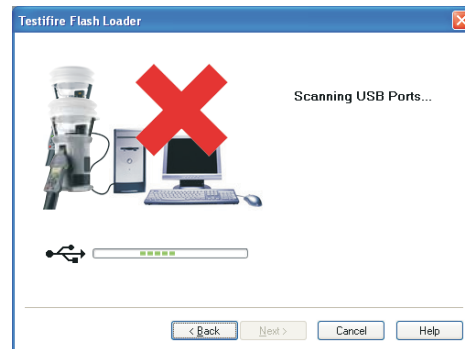 Testifire Flash Loader
Scanning USB Ports...
< Back
Next >
Cancel
Help